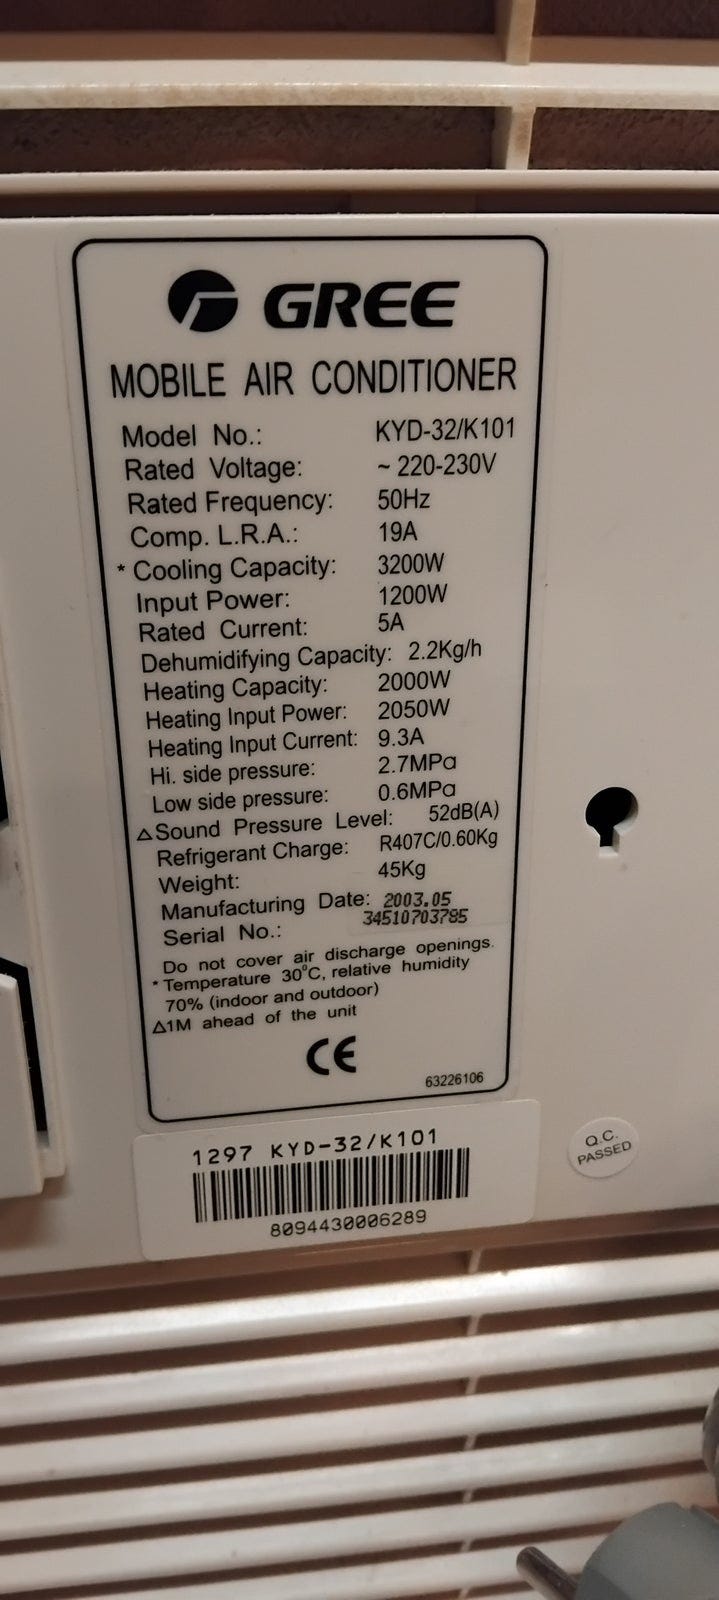 GREE
MOBILE AIR CONDITIONER
Model No.: KYD-32/K101
Rated Voltage: ~ 220-230V
Rated Frequency: 50Hz
Comp. L.R.A.: 19A
* Cooling Capacity: 3200W
Input Power: 1200W
Rated Current: 5A
Dehumidifying Capacity: 2.2Kg/h
Heating Capacity: 2000W
Heating Input Power: 2050W
Heating Input Current: 9.3A
Hi. side pressure: 2.7MPa
Low side pressure: 0.6MPa
△Sound Pressure Level: 52dB(A)
Refrigerant Charge: R407C/0.60Kg
Weight: 45Kg
Manufacturing Date: 2003.05
Serial No.: 34510703785
Do not cover air discharge openings.
* Temperature 30°C, relative humidity
70% (indoor and outdoor)
△1M ahead of the unit
CE
63226106
1297 KYD-32/K101
8094430006289
Q.C.
PASSED